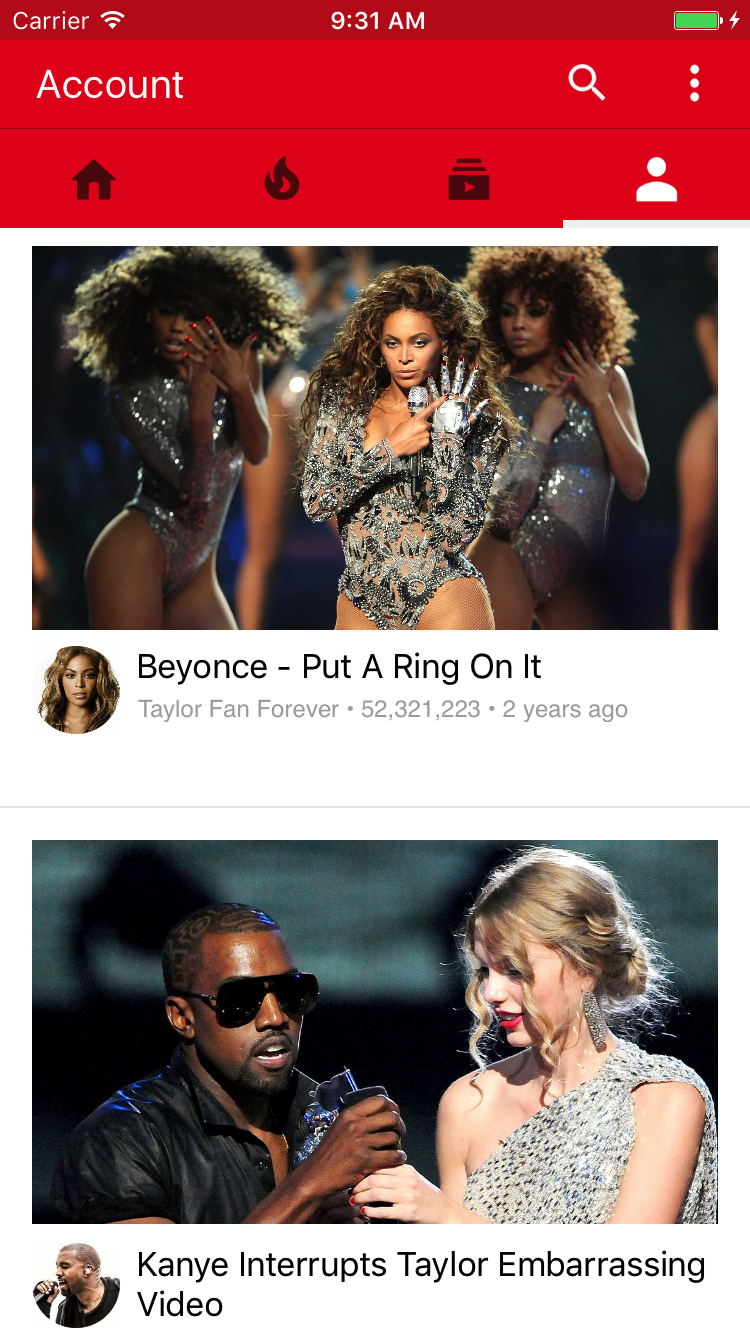 Carrier
9:31 AM
Account
Beyonce - Put A Ring On It
Taylor Fan Forever • 52,321,223 • 2 years ago
Kanye Interrupts Taylor Embarrassing
Video